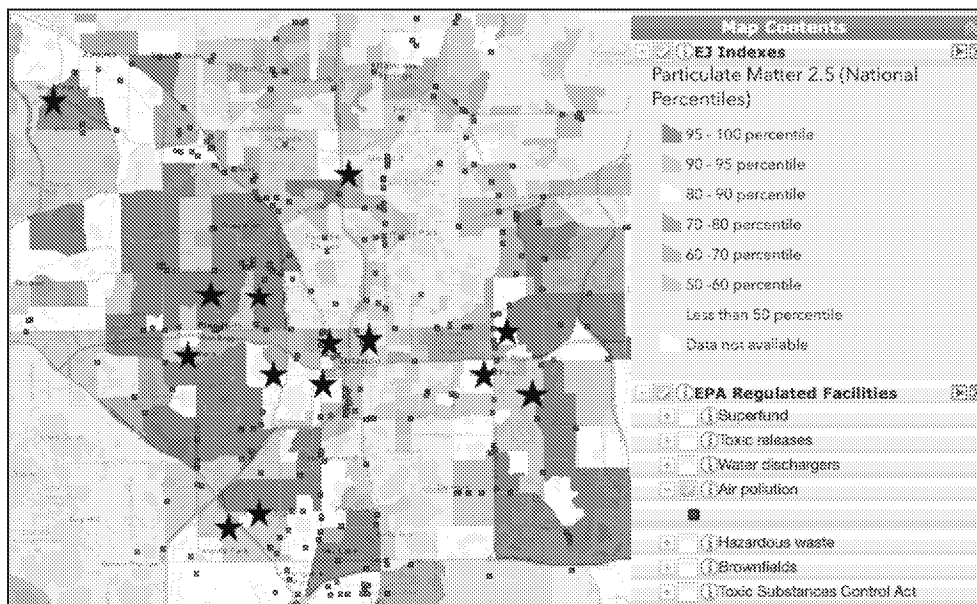 Map Contents
EJ Indexes
Particulate Matter 2.5 (National
Percentiles)
95 - 100 percentile
90 - 95 percentile
80 - 90 percentile
70 - 80 percentile
60 - 70 percentile
50 - 60 percentile
Less than 50 percentile
Data not available
EPA Regulated Facilities
Superfund
Toxic releases
Water dischargers
Air pollution
Hazardous waste
Brownfields
Toxic Substances Control Act